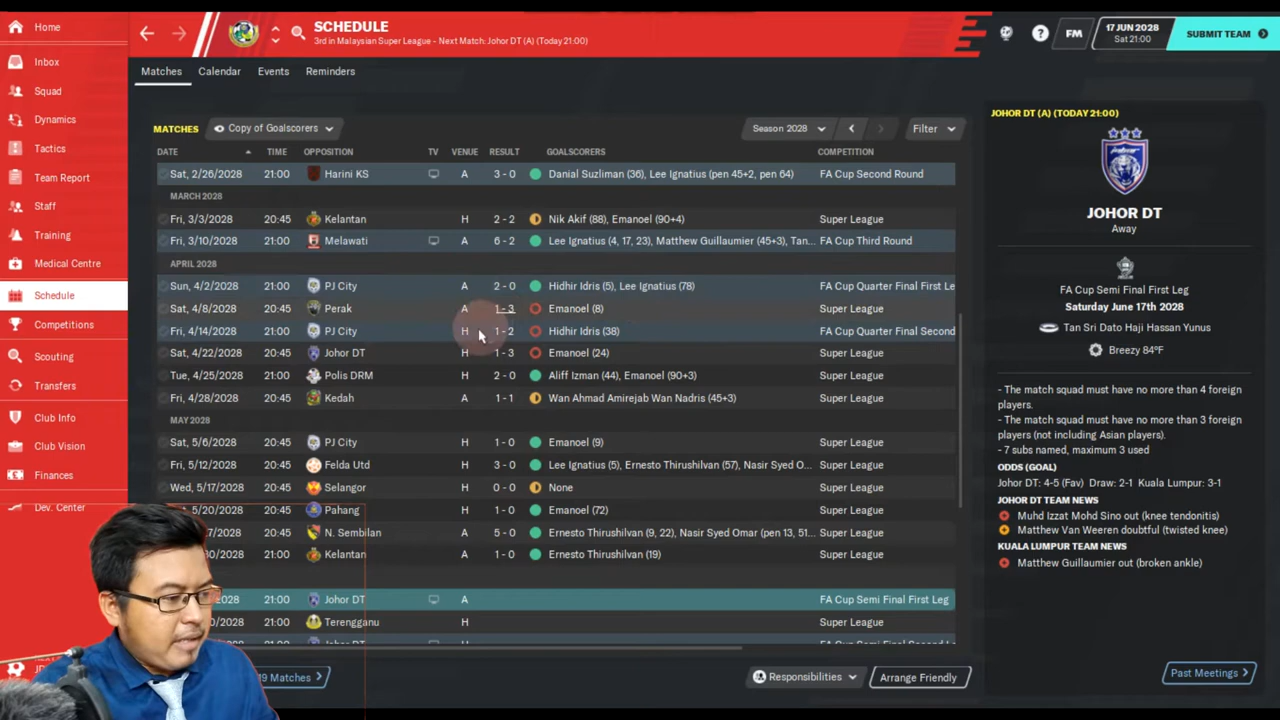 Home
Inbox
Squad
Dynamics
Tactics
Team Report
Staff
Training
Medical Centre
Schedule
Competitions
Scouting
Transfers
Club Info
Club Vision
Finances
Dev. Center
SCHEDULE
3rd in Malaysian Super League - Next Match: Johor DT (A) (Today 21:00)
FM
17 JUN 2028
Sat 21:00
SUBMIT TEAM
Matches Calendar Events Reminders
MATCHES Copy of Goalscorers Season 2028 Filter
DATE TIME OPPOSITION TV VENUE RESULT GOALSCORERS COMPETITION
Sat, 2/26/2028 21:00 Harini KS A 3 - 0 Danial Suzliman (36), Lee Ignatius (pen 45+2, pen 64) FA Cup Second Round
MARCH 2028
Fri, 3/3/2028 20:45 Kelantan H 2 - 2 Nik Akif (88), Emanoel (90+4) Super League
Fri, 3/10/2028 21:00 Melawati A 6 - 2 Lee Ignatius (4, 17, 23), Matthew Guillaumier (45+3), Tan... FA Cup Third Round
APRIL 2028
Sun, 4/2/2028 21:00 PJ City A 2 - 0 Hidhir Idris (5), Lee Ignatius (78) FA Cup Quarter Final First Le
Sat, 4/8/2028 20:45 Perak A 1 - 3 Emanoel (8) Super League
Fri, 4/14/2028 21:00 PJ City H 1 - 2 Hidhir Idris (38) FA Cup Quarter Final Second
Sat, 4/22/2028 20:45 Johor DT H 1 - 3 Emanoel (24) Super League
Tue, 4/25/2028 21:00 Polis DRM H 2 - 0 Aliff Izman (44), Emanoel (90+3) Super League
Fri, 4/28/2028 20:45 Kedah A 1 - 1 Wan Ahmad Amirejab Wan Nadris (45+3) Super League
MAY 2028
Sat, 5/6/2028 20:45 PJ City H 1 - 0 Emanoel (9) Super League
Fri, 5/12/2028 20:45 Felda Utd H 3 - 0 Lee Ignatius (5), Ernesto Thirushilvan (57), Nasir Syed O... Super League
Wed, 5/17/2028 20:45 Selangor H 0 - 0 None Super League
5/20/2028 20:45 Pahang H 1 - 0 Emanoel (72) Super League
7/2028 20:45 N. Sembilan A 5 - 0 Ernesto Thirushilvan (9, 22), Nasir Syed Omar (pen 13, 51... Super League
30/2028 21:00 Kelantan A 1 - 0 Ernesto Thirushilvan (19) Super League
2028 21:00 Johor DT A FA Cup Semi Final First Leg
0/2028 21:00 Terengganu H Super League
19 Matches
Responsibilities
Arrange Friendly
JOHOR DT (A) (TODAY 21:00)
JOHOR DT
Away
FA Cup Semi Final First Leg
Saturday June 17th 2028
Tan Sri Dato Haji Hassan Yunus
Breezy 84°F
- The match squad must have no more than 4 foreign
players.
- The match squad must have no more than 3 foreign
players (not including Asian players).
- 7 subs named, maximum 3 used
ODDS (GOAL)
Johor DT: 4-5 (Fav) Draw: 2-1 Kuala Lumpur: 3-1
JOHOR DT TEAM NEWS
Muhd Izzat Mohd Sino out (knee tendonitis)
Matthew Van Weeren doubtful (twisted knee)
KUALA LUMPUR TEAM NEWS
Matthew Guillaumier out (broken ankle)
Past Meetings